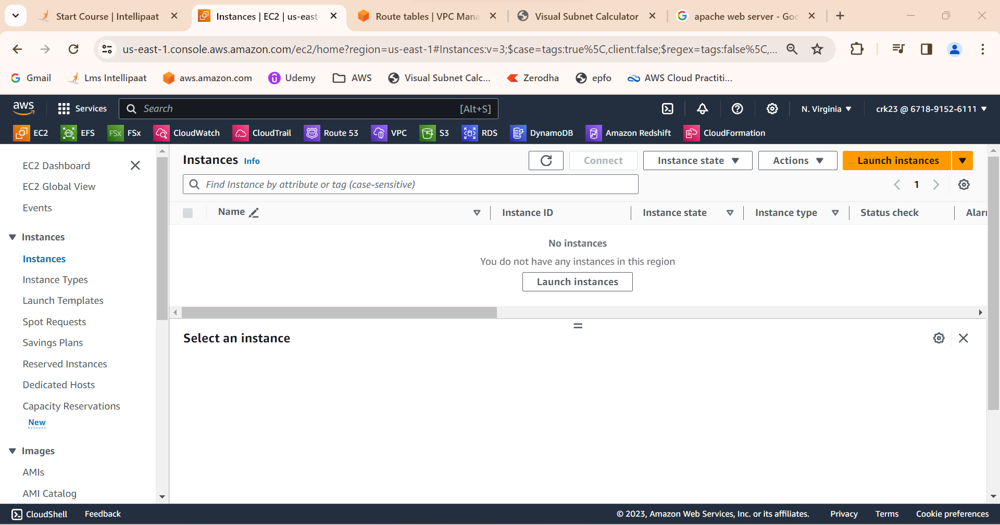 Start Course | Intellipaat
Instances | EC2 | us-east-
Route tables | VPC Mana
Visual Subnet Calculator
apache web server - Goo
us-east-1.console.aws.amazon.com/ec2/home?region=us-east-1#Instances:v=3;$case=tags:true%5C,client:false;$regex=tags:false%5C,...
Gmail
Lms Intellipaat
aws.amazon.com
Udemy
AWS
Visual Subnet Calc...
Zerodha
epfo
AWS Cloud Practiti...
aws
Services
Search
[Alt+S]
N. Virginia
crk23 @ 6718-9152-6111
EC2
EFS
FSx
FSx
CloudWatch
CloudTrail
53
Route 53
VPC
S3
RDS
DynamoDB
Amazon Redshift
CloudFormation
EC2 Dashboard
EC2 Global View
Events
Instances
Instances
Instance Types
Launch Templates
Spot Requests
Savings Plans
Reserved Instances
Dedicated Hosts
Capacity Reservations
New
Images
AMIs
AMI Catalog
Instances Info
Connect
Instance state
Actions
Launch instances
Find Instance by attribute or tag (case-sensitive)
1
Name
Instance ID
Instance state
Instance type
Status check
Alarm
No instances
You do not have any instances in this region
Launch instances
Select an instance
CloudShell
Feedback
© 2023, Amazon Web Services, Inc. or its affiliates.
Privacy
Terms
Cookie preferences